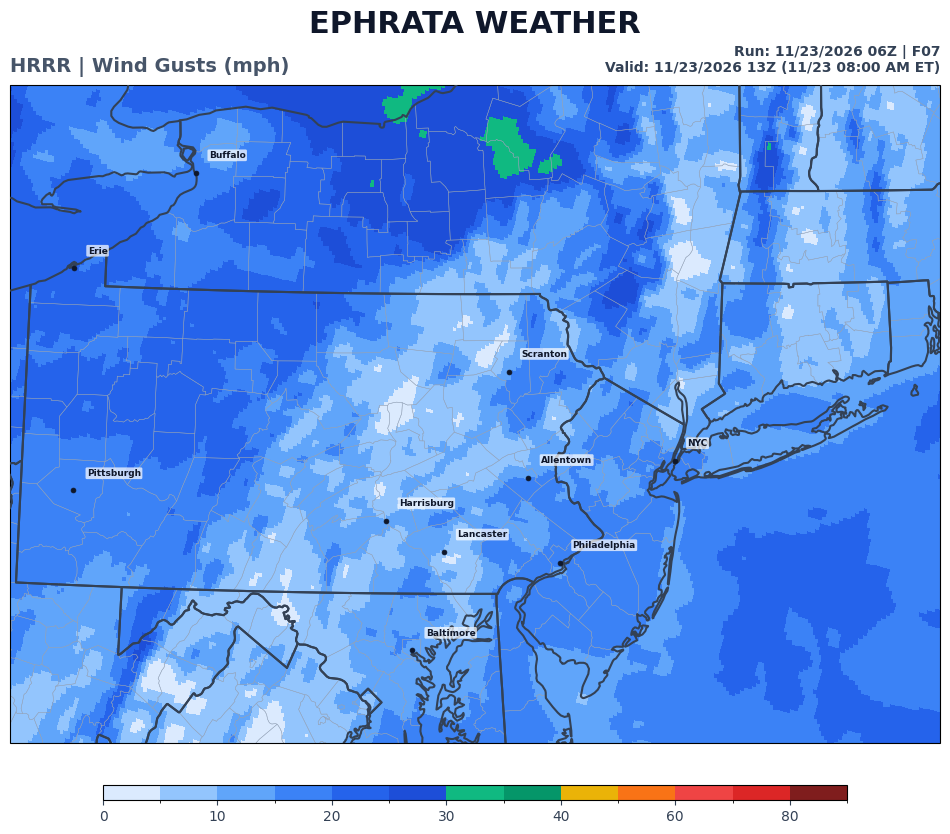 EPHRATA WEATHER
HRRR | Wind Gusts (mph)
Run: 11/23/2026 06Z | F07
Valid: 11/23/2026 13Z (11/23 08:00 AM ET)
Buffalo
Erie
Scranton
NYC
Allentown
Pittsburgh
Harrisburg
Lancaster
Philadelphia
Baltimore
0 10 20 30 40 50 60 70 80